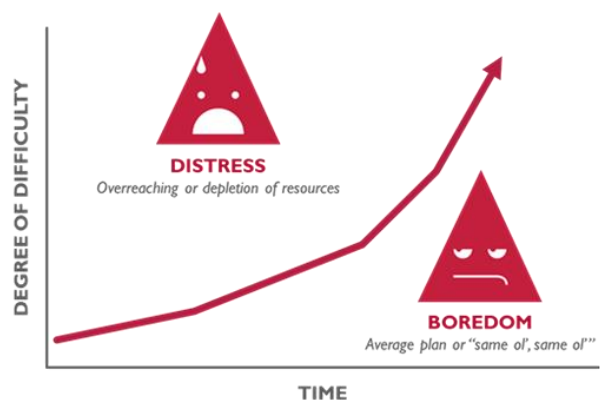 DEGREE OF DIFFICULTY
DISTRESS
Overreaching or depletion of resources
BOREDOM
Average plan or “same ol’, same ol’”
TIME